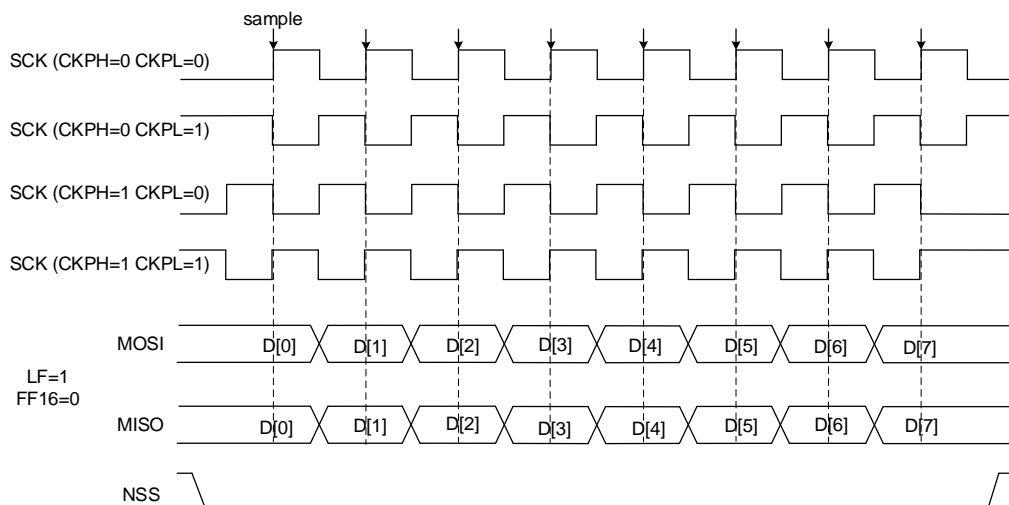 sample
SCK (CKPH=0 CKPL=0)
SCK (CKPH=0 CKPL=1)
SCK (CKPH=1 CKPL=0)
SCK (CKPH=1 CKPL=1)
MOSI D[0] D[1] D[2] D[3] D[4] D[5] D[6] D[7]
LF=1
FF16=0
MISO D[0] D[1] D[2] D[3] D[4] D[5] D[6] D[7]
NSS